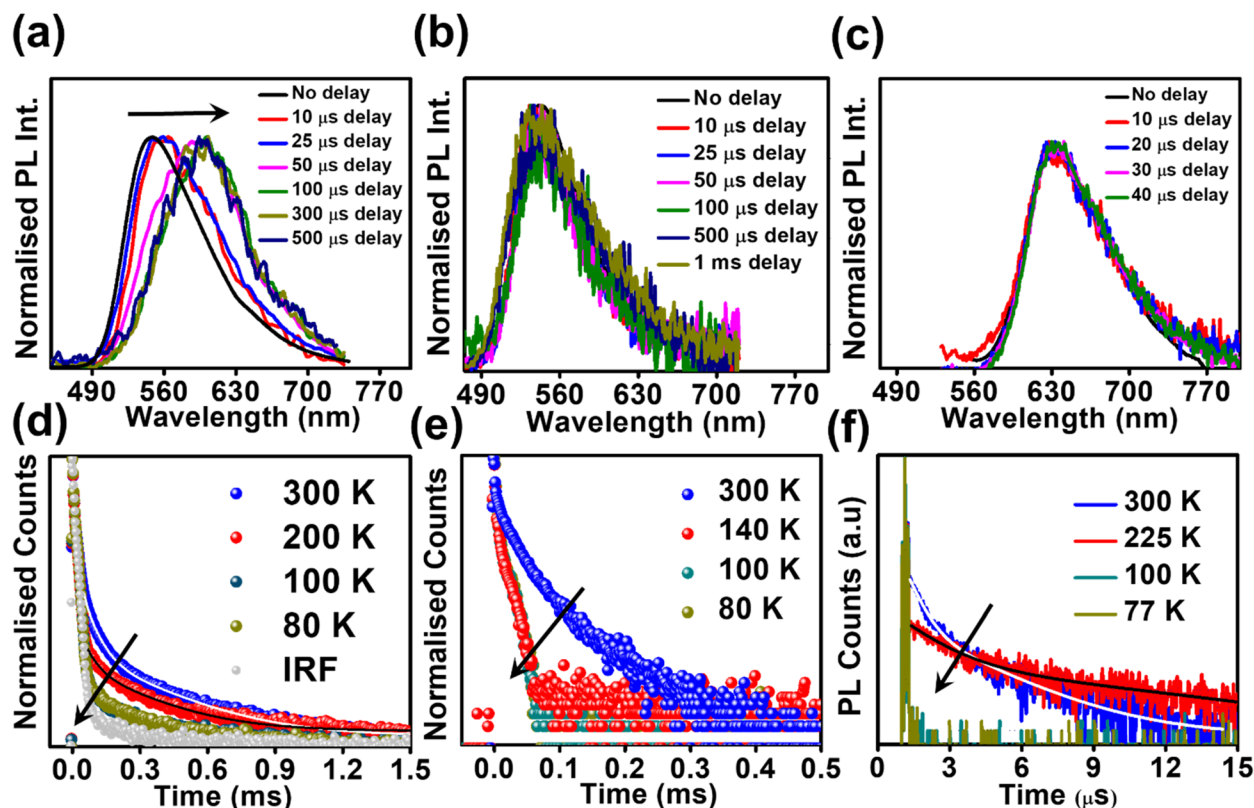 (a)
Normalised PL Int.
No delay
10 μs delay
25 μs delay
50 μs delay
100 μs delay
300 μs delay
500 μs delay
490 560 630 700 770
Wavelength (nm)
(b)
Normalised PL Int.
No delay
10 μs delay
25 μs delay
50 μs delay
100 μs delay
500 μs delay
1 ms delay
490 560 630 700 770
Wavelength (nm)
(c)
Normalised PL Int.
No delay
10 μs delay
20 μs delay
30 μs delay
40 μs delay
490 560 630 700 770
Wavelength (nm)
(d)
Normalised Counts
300 K
200 K
100 K
80 K
IRF
0.0 0.3 0.6 0.9 1.2 1.5
Time (ms)
(e)
Normalised Counts
300 K
140 K
100 K
80 K
0.0 0.1 0.2 0.3 0.4 0.5
Time (ms)
(f)
PL Counts (a.u)
300 K
225 K
100 K
77 K
0 3 6 9 12 15
Time (μs)